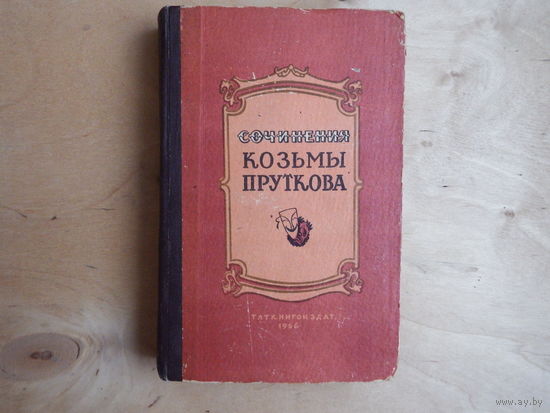 СОЧИНЕНИЯ
КОЗЬМЫ
ПРУТКОВА
ТАТКНИГОИЗДАТ
1956
www.ay.by